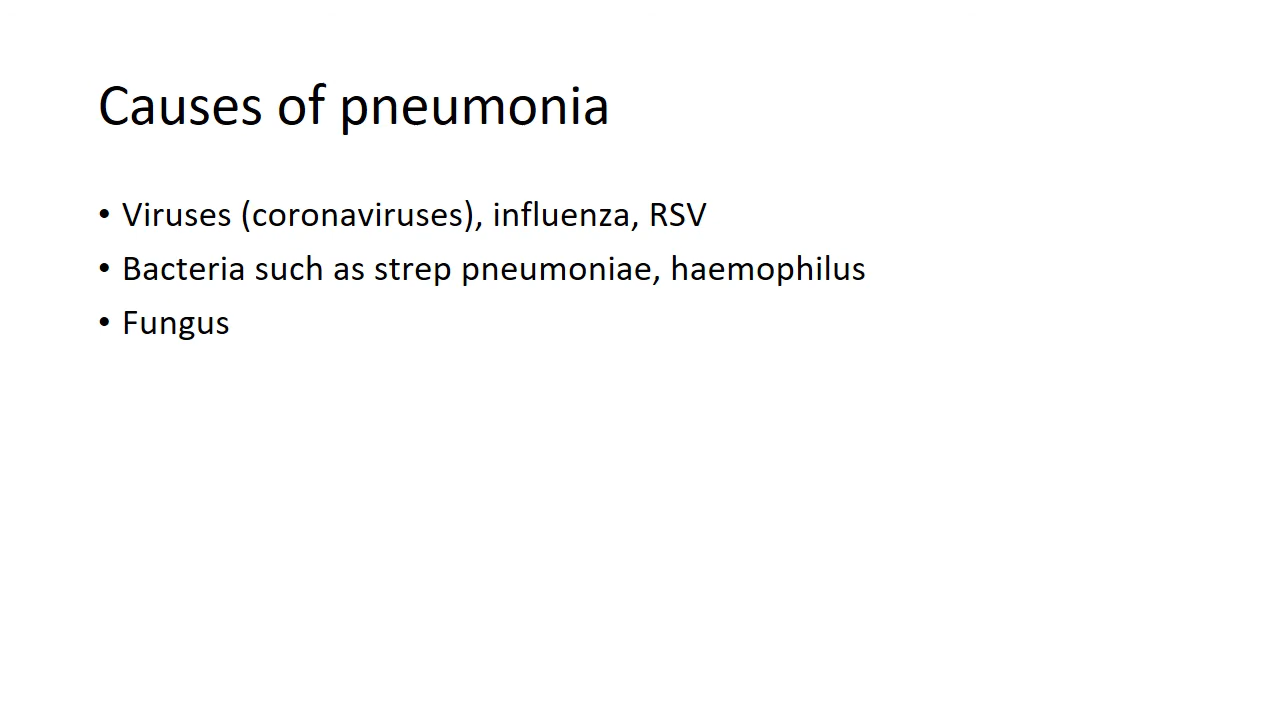 Causes of pneumonia
• Viruses (coronaviruses), influenza, RSV
• Bacteria such as strep pneumoniae, haemophilus
• Fungus